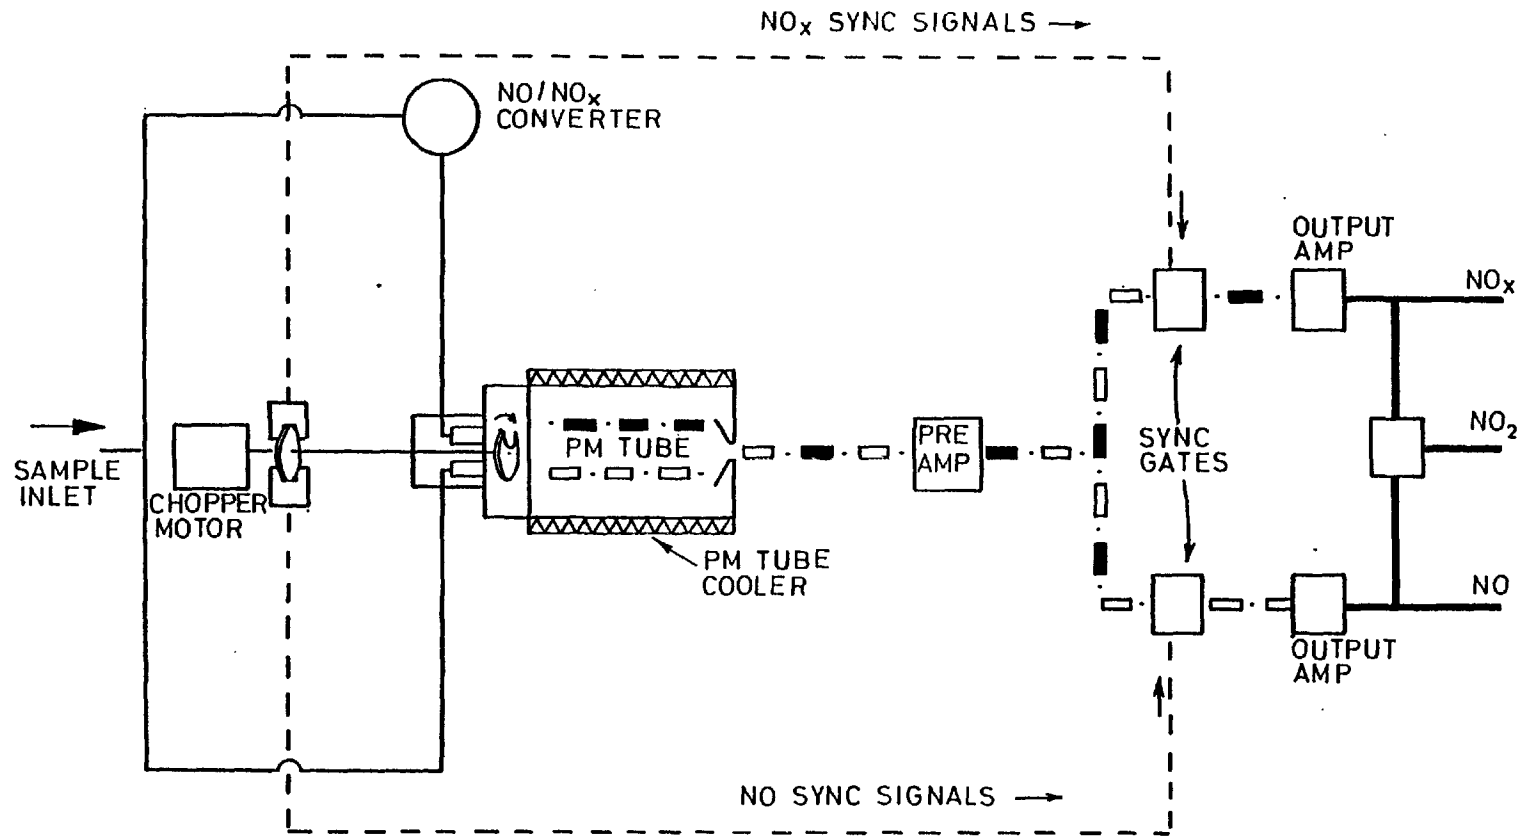 NOx SYNC SIGNALS
NO/NOx
CONVERTER
OUTPUT
AMP
NOx
SAMPLE
INLET
CHOPPER
MOTOR
PM TUBE
PRE
AMP
SYNC
GATES
NO2
PM TUBE
COOLER
NO
OUTPUT
AMP
NO SYNC SIGNALS